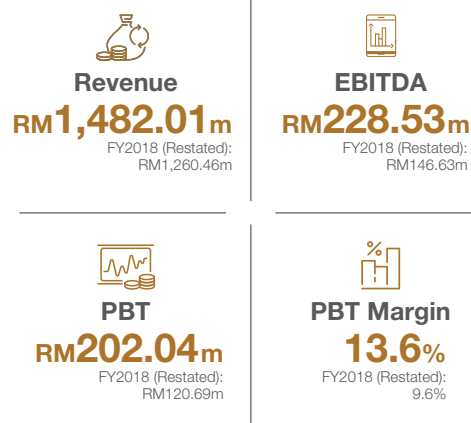 Revenue
RM1,482.01m
FY2018 (Restated):
RM1,260.46m
EBITDA
RM228.53m
FY2018 (Restated):
RM146.63m
PBT
RM202.04m
FY2018 (Restated):
RM120.69m
%
PBT Margin
13.6%
FY2018 (Restated):
9.6%